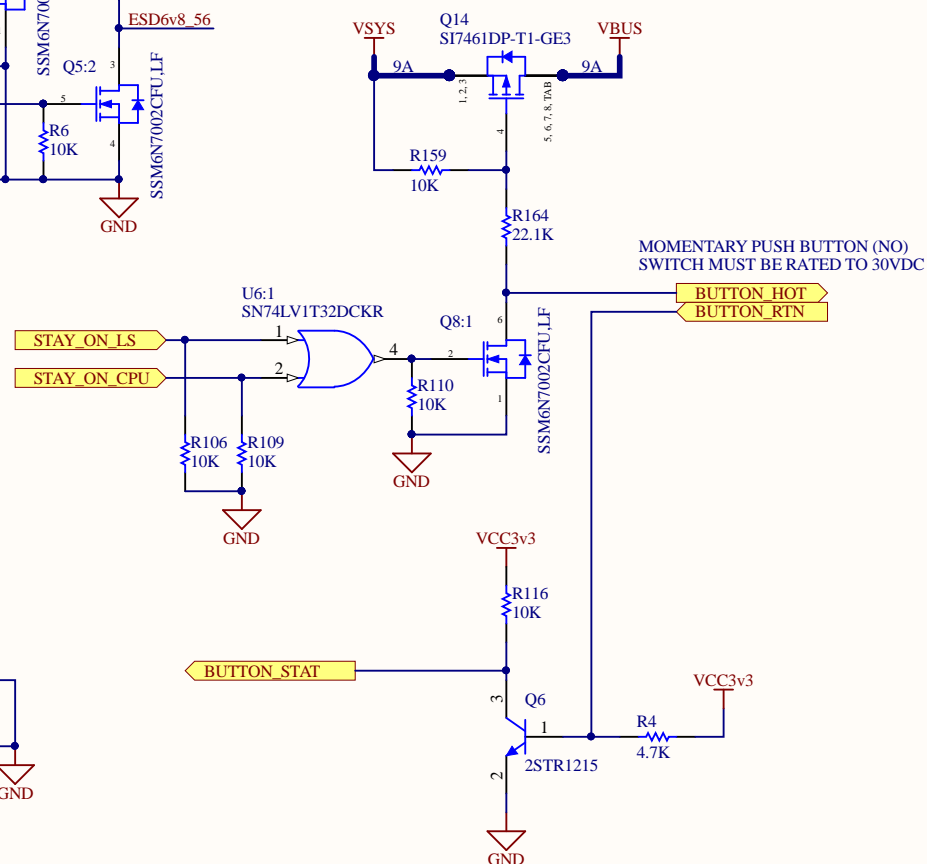 ESD6v8_56
SSM6N700
Q5:2
3
5
4
SSM6N7002CFU,LF
R6
10K
GND
VSYS
Q14
SI7461DP-T1-GE3
VBUS
9A
9A
1, 2, 3
5, 6, 7, 8, TAB
4
R159
10K
R164
22.1K
MOMENTARY PUSH BUTTON (NO)
SWITCH MUST BE RATED TO 30VDC
BUTTON_HOT
BUTTON_RTN
U6:1
SN74LV1T32DCKR
STAY_ON_LS
STAY_ON_CPU
1
2
4
Q8:1
6
2
1
SSM6N7002CFU,LF
R110
10K
R106
10K
R109
10K
GND
GND
VCC3v3
R116
10K
BUTTON_STAT
3
Q6
1
2
2STR1215
R4
4.7K
VCC3v3
GND
GND